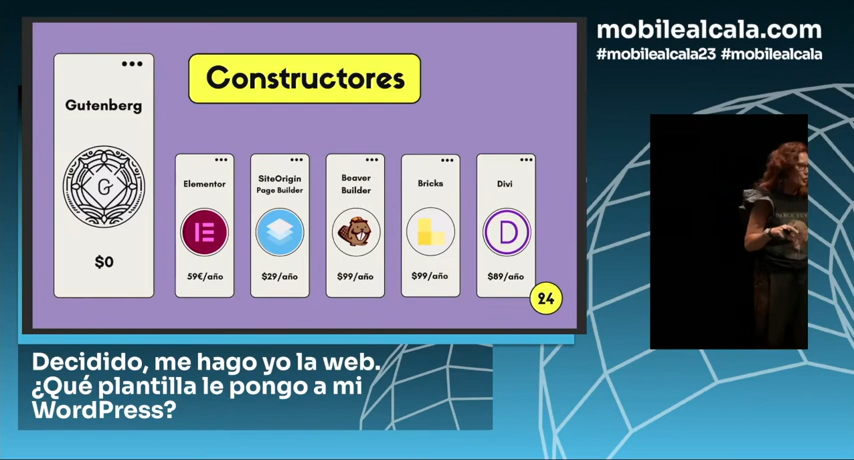 mobilealcala.com
#mobilealcala23 #mobilealcala
Constructores
Gutenberg
$0
Elementor
59€/año
SiteOrigin
Page Builder
$29/año
Beaver
Builder
$99/año
Bricks
$99/año
Divi
D
$89/año
24
Decidido, me hago yo la web.
¿Qué plantilla le pongo a mi
WordPress?